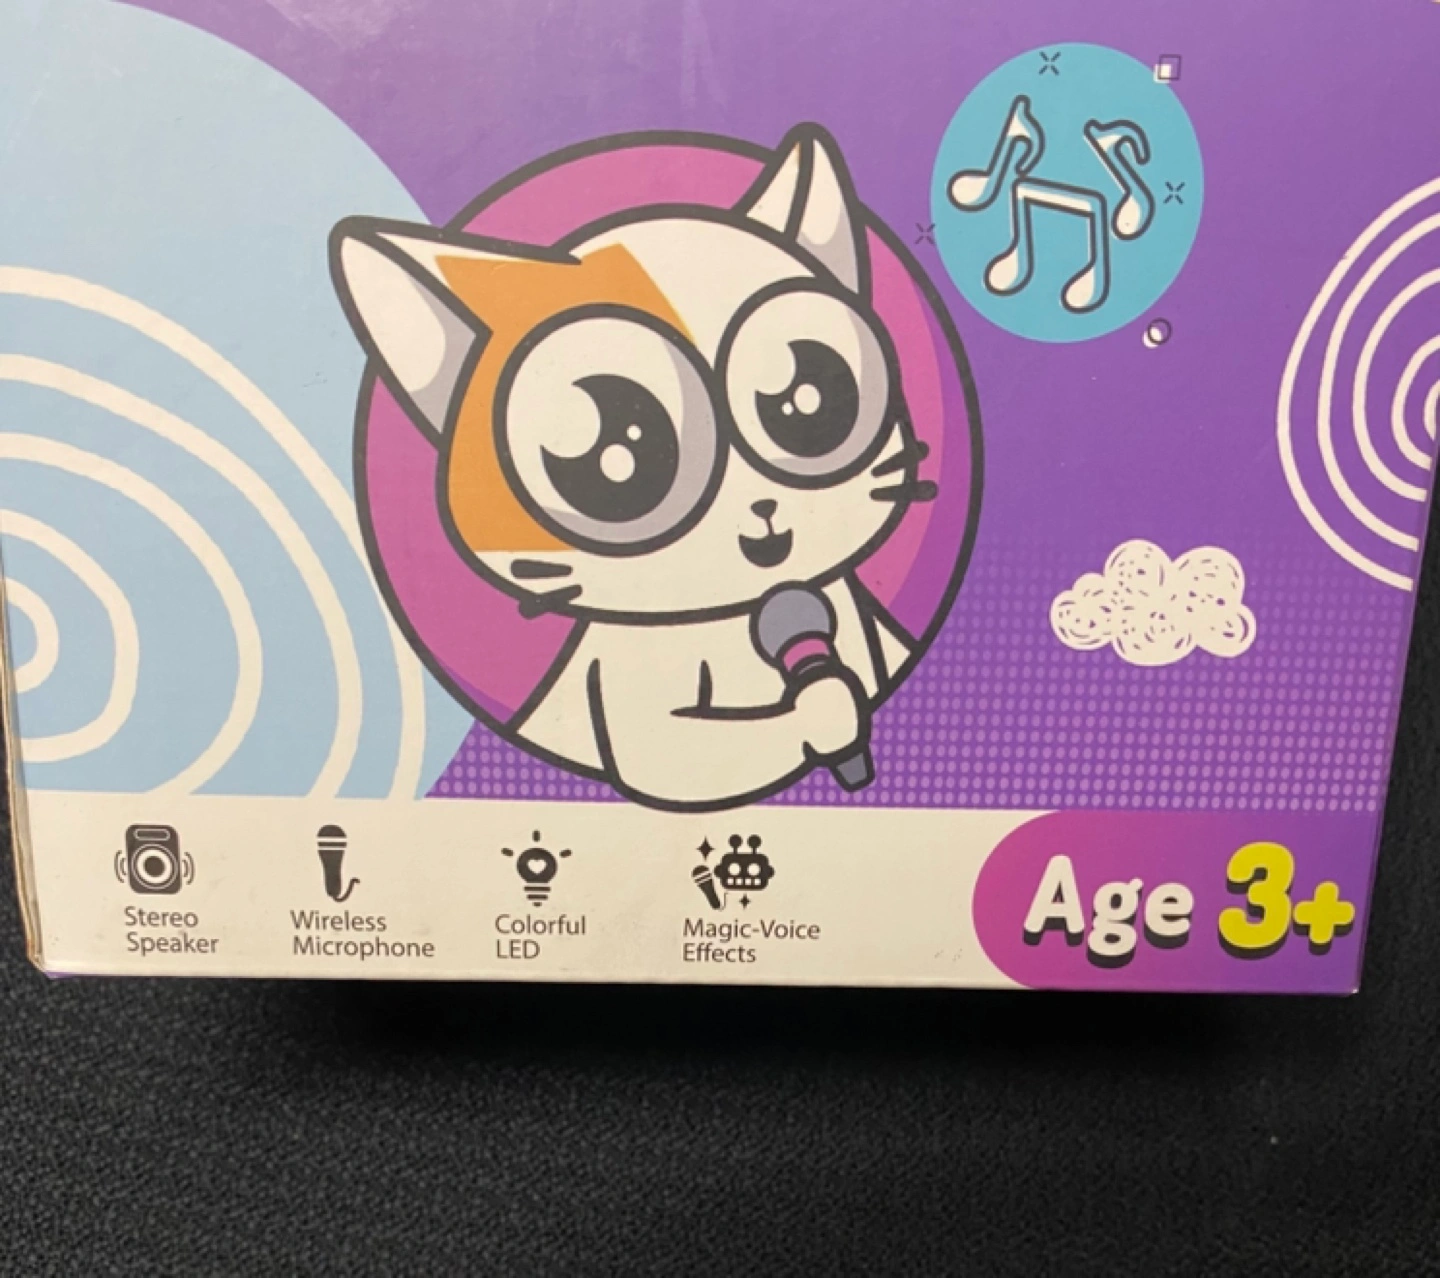 Stereo
Speaker
Wireless
Microphone
Colorful
LED
Magic-Voice
Effects
Age 3+